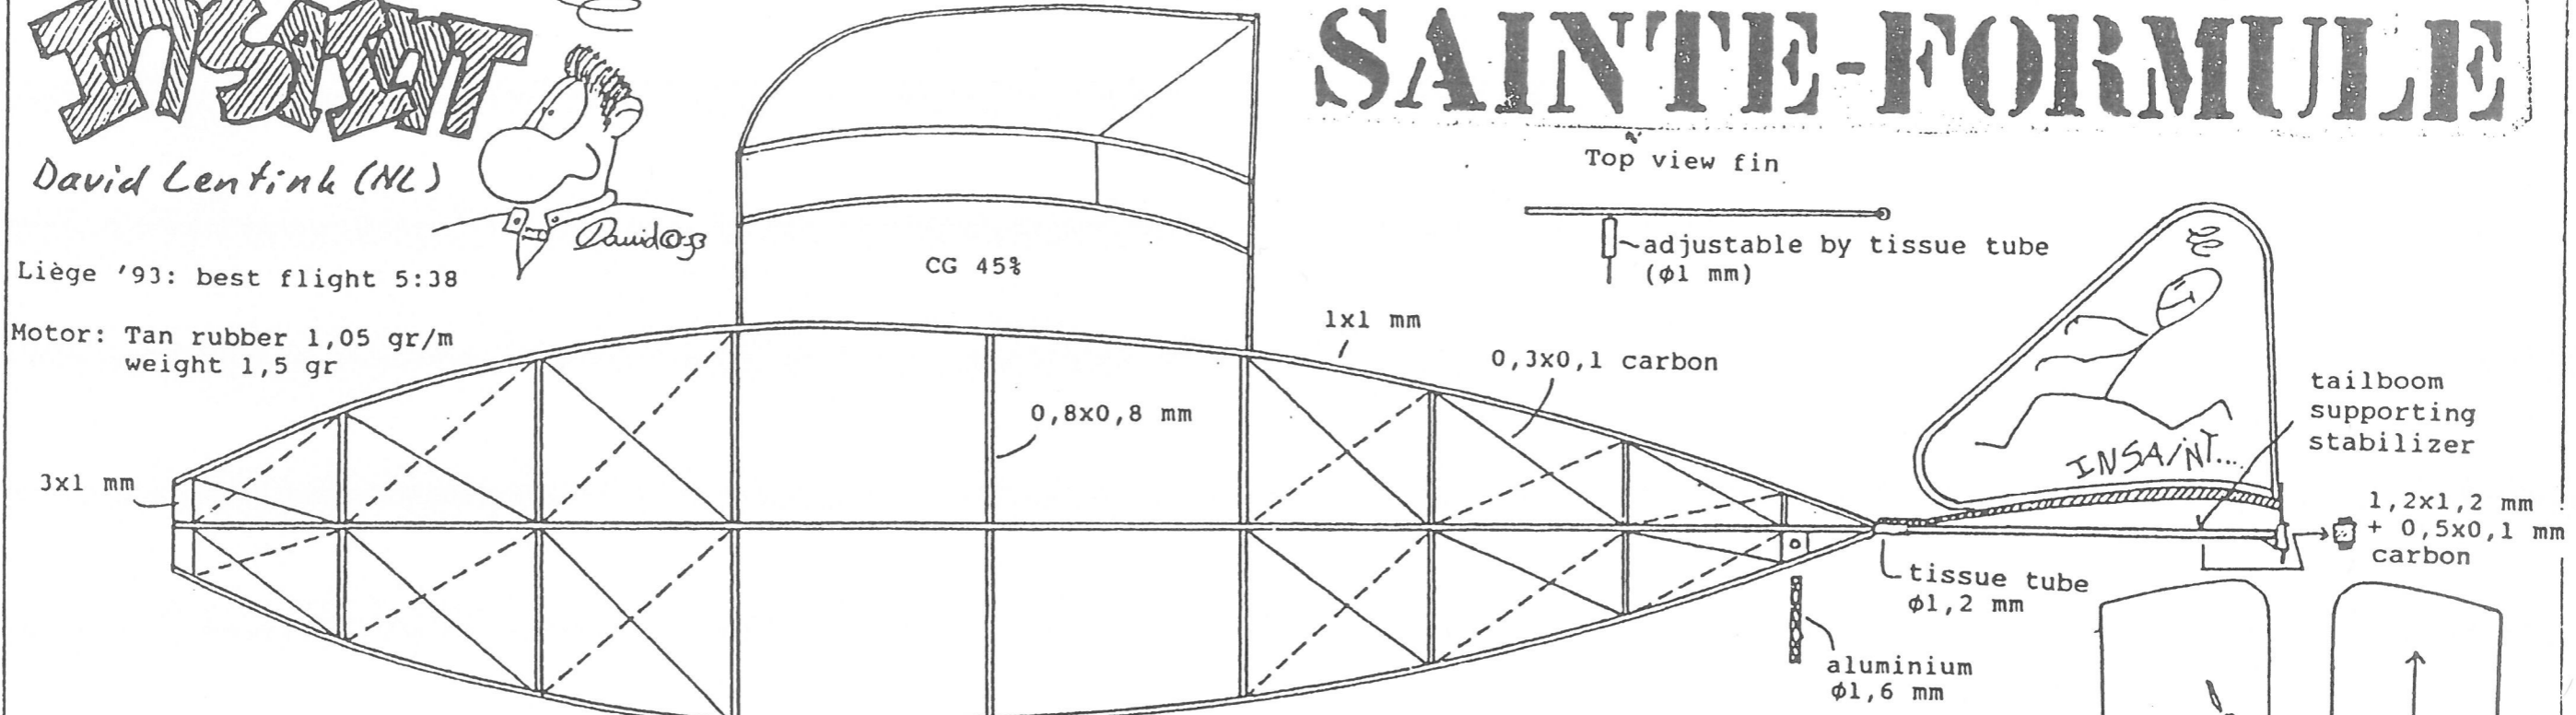 INSAINT
SAINTE-FORMULE
David Lentink (NL)
David©93
Liège '93: best flight 5:38
Motor: Tan rubber 1,05 gr/m
weight 1,5 gr
CG 45%
Top view fin
adjustable by tissue tube
(φ1 mm)
1x1 mm
0,3x0,1 carbon
0,8x0,8 mm
3x1 mm
INSAINT....
tailboom
supporting
stabilizer
1,2x1,2 mm
+ 0,5x0,1 mm
carbon
tissue tube
φ1,2 mm
aluminium
φ1,6 mm